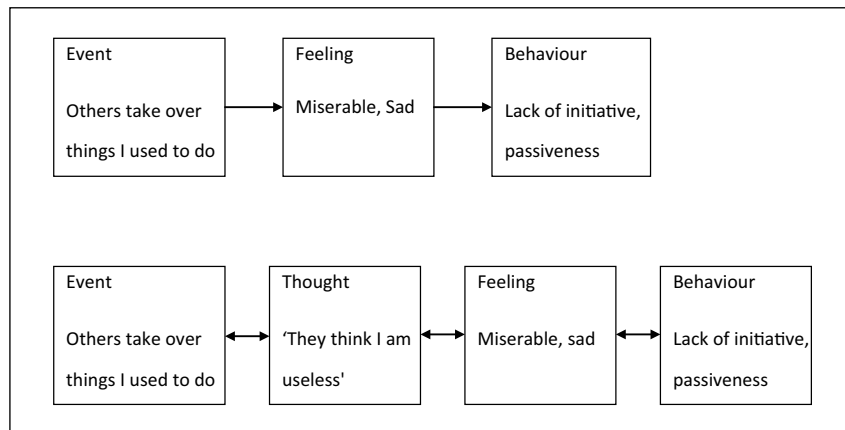 Event
Others take over
things I used to do
Feeling
Miserable, Sad
Behaviour
Lack of initiative,
passiveness
Event
Others take over
things I used to do
Thought
‘They think I am
useless'
Feeling
Miserable, sad
Behaviour
Lack of initiative,
passiveness